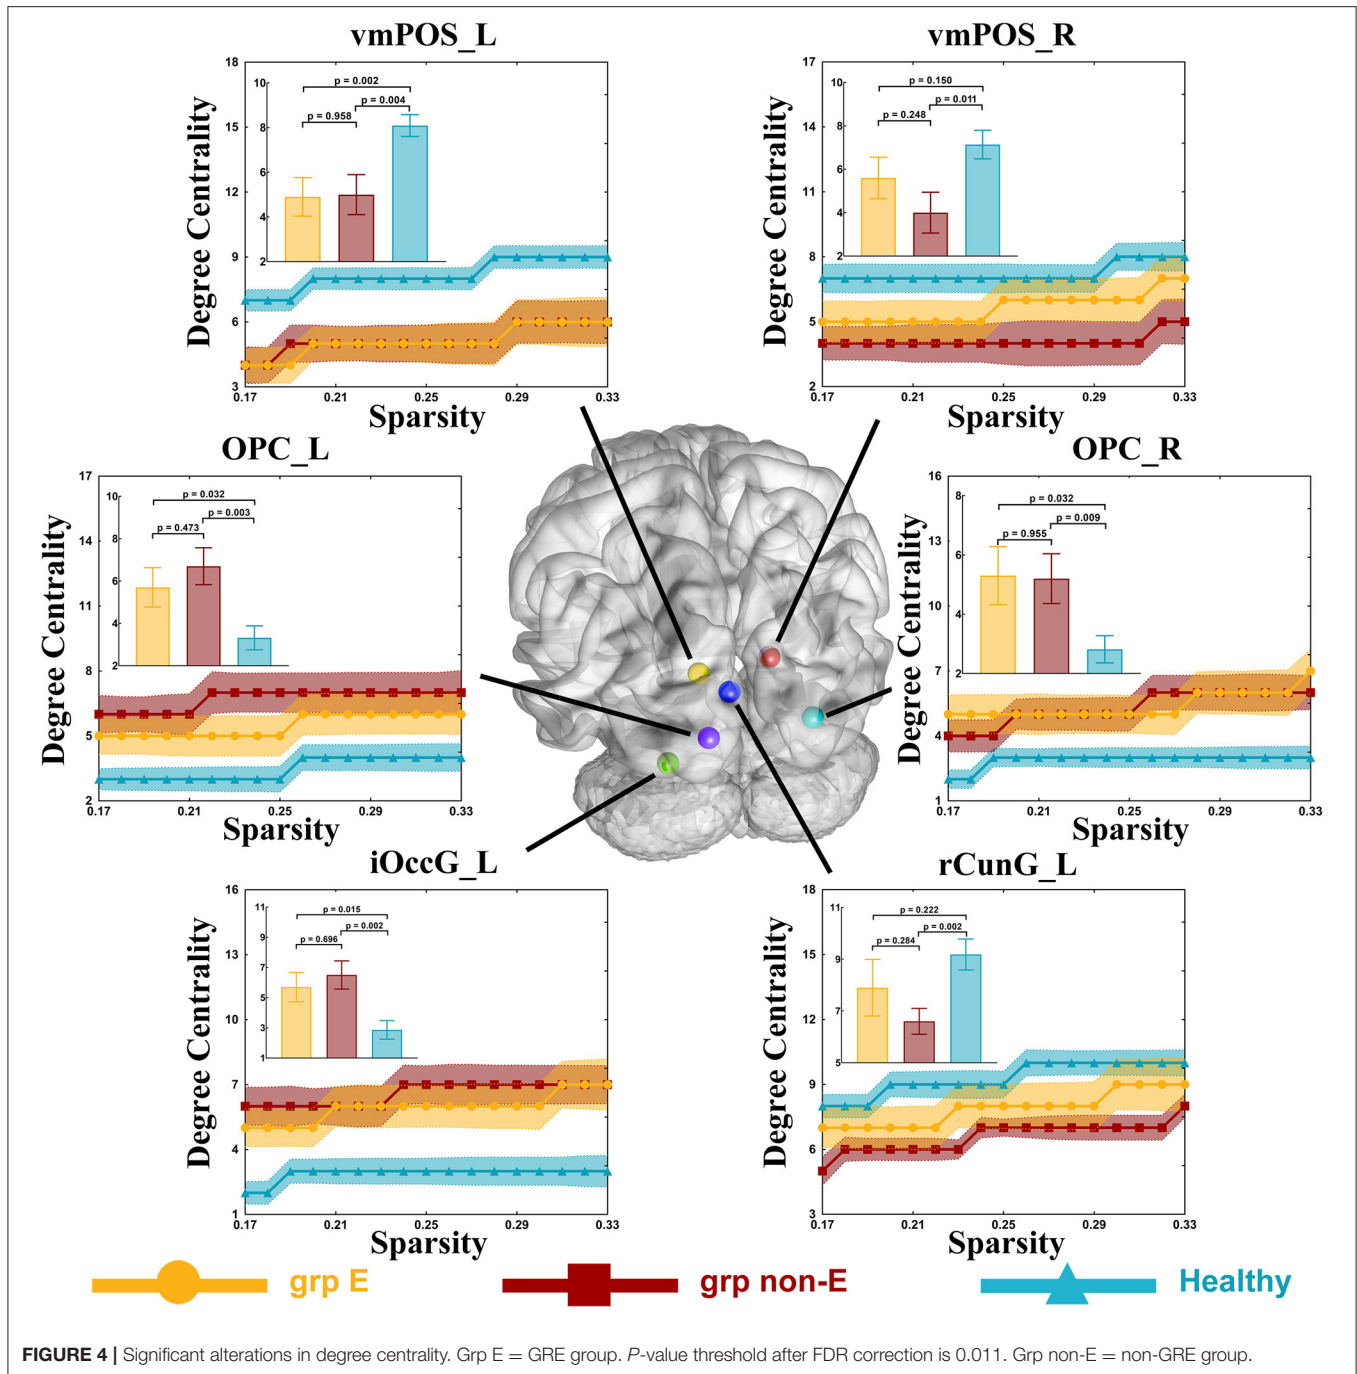 vmPOS_L
Degree Centrality
18
15
12
9
6
3
0.17 0.21 0.25 0.29 0.33
Sparsity
10
8
6
4
2
p = 0.002
p = 0.004
p = 0.958
vmPOS_R
Degree Centrality
17
14
11
8
5
2
0.17 0.21 0.25 0.29 0.33
Sparsity
10
8
6
4
2
p = 0.150
p = 0.011
p = 0.248
OPC_L
Degree Centrality
17
14
11
8
5
2
0.17 0.21 0.25 0.29 0.33
Sparsity
10
8
6
4
2
p = 0.032
p = 0.003
p = 0.473
OPC_R
Degree Centrality
16
13
10
7
4
1
0.17 0.21 0.25 0.29 0.33
Sparsity
8
6
4
2
p = 0.032
p = 0.009
p = 0.955
iOccG_L
Degree Centrality
16
13
10
7
4
1
0.17 0.21 0.25 0.29 0.33
Sparsity
11
9
7
5
3
1
p = 0.015
p = 0.002
p = 0.696
rCunG_L
Degree Centrality
18
15
12
9
6
3
0.17 0.21 0.25 0.29 0.33
Sparsity
11
9
7
5
p = 0.222
p = 0.002
p = 0.284
grp E
grp non-E
Healthy
FIGURE 4 | Significant alterations in degree centrality. Grp E = GRE group. P-value threshold after FDR correction is 0.011. Grp non-E = non-GRE group.